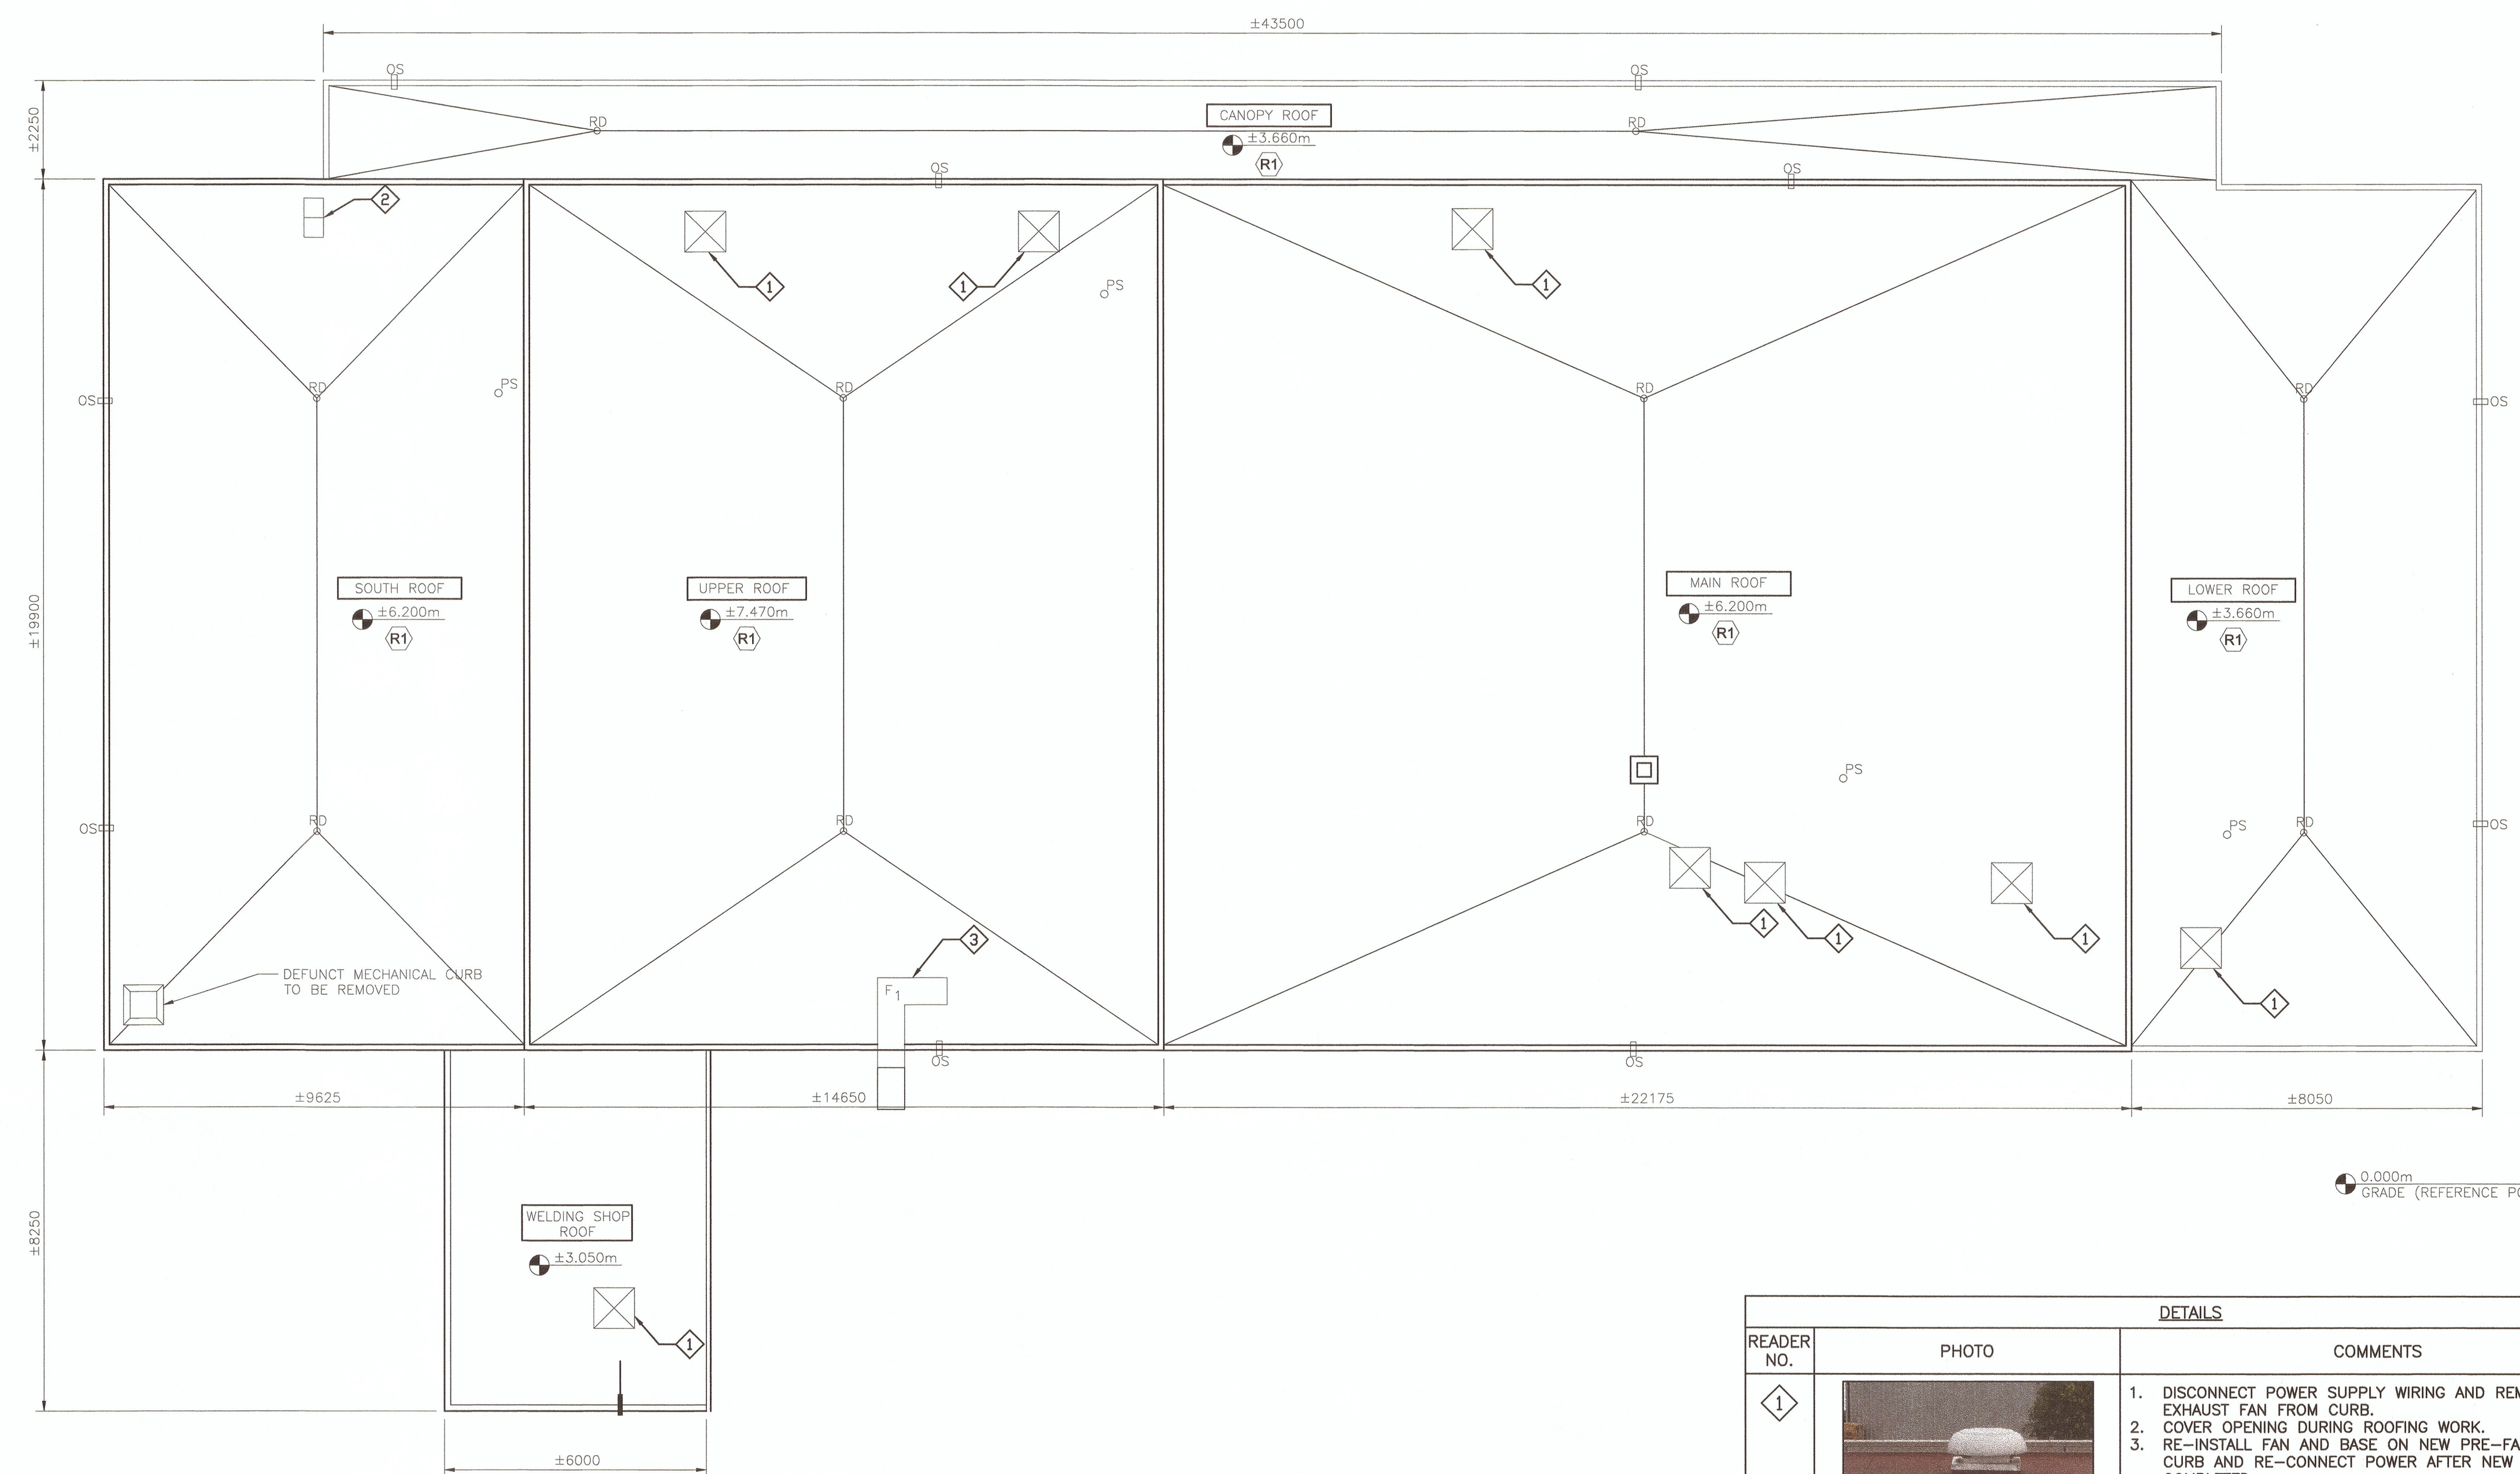 ±43500
OS
OS
±2250
RD
CANOPY ROOF
RD
±3.660m
R1
OS
OS
2
1
1
1
PS
RD
PS
RD
RD
RD
OS
OS
±19900
SOUTH ROOF
±6.200m
R1
UPPER ROOF
±7.470m
R1
MAIN ROOF
±6.200m
R1
LOWER ROOF
±3.660m
R1
PS
OS
RD
RD
RD
PS
RD
OS
1
1
1
3
DEFUNCT MECHANICAL CURB
TO BE REMOVED
F1
1
OS
OS
±9625
±14650
±22175
±8050
0.000m
GRADE (REFERENCE
WELDING SHOP
ROOF
±8250
±3.050m
1
±6000
DETAILS
READER
NO.
PHOTO
COMMENTS
1
1. DISCONNECT POWER SUPPLY WIRING AND
EXHAUST FAN FROM CURB.
2. COVER OPENING DURING ROOFING WORK.
3. RE-INSTALL FAN AND BASE ON NEW
CURB AND RE-CONNECT POWER AFTER NEW